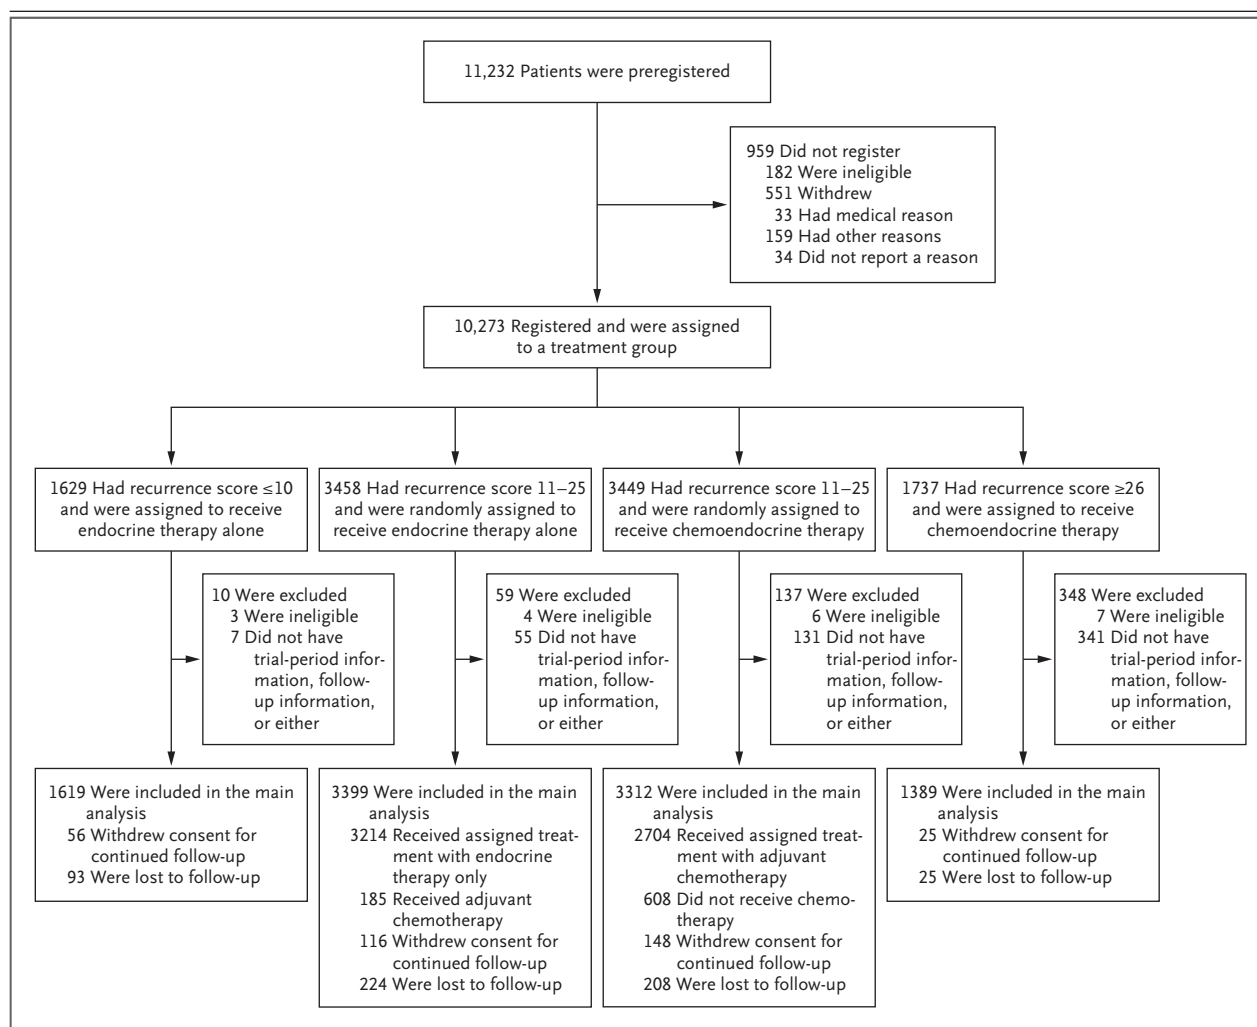 11,232 Patients were preregistered
959 Did not register
182 Were ineligible
551 Withdrew
33 Had medical reason
159 Had other reasons
34 Did not report a reason
10,273 Registered and were assigned
to a treatment group
1629 Had recurrence score ≤10
and were assigned to receive
endocrine therapy alone
3458 Had recurrence score 11–25
and were randomly assigned to
receive endocrine therapy alone
3449 Had recurrence score 11–25
and were randomly assigned to
receive chemoendocrine therapy
1737 Had recurrence score ≥26
and were assigned to receive
chemoendocrine therapy
10 Were excluded
3 Were ineligible
7 Did not have
trial-period infor-
mation, follow-
up information,
or either
59 Were excluded
4 Were ineligible
55 Did not have
trial-period infor-
mation, follow-
up information,
or either
137 Were excluded
6 Were ineligible
131 Did not have
trial-period infor-
mation, follow-
up information,
or either
348 Were excluded
7 Were ineligible
341 Did not have
trial-period infor-
mation, follow-
up information,
or either
1619 Were included in the main
analysis
56 Withdrew consent for
continued follow-up
93 Were lost to follow-up
3399 Were included in the main
analysis
3214 Received assigned treat-
ment with endocrine
therapy only
185 Received adjuvant
chemotherapy
116 Withdrew consent for
continued follow-up
224 Were lost to follow-up
3312 Were included in the main
analysis
2704 Received assigned treat-
ment with adjuvant
chemotherapy
608 Did not receive chemo-
therapy
148 Withdrew consent for
continued follow-up
208 Were lost to follow-up
1389 Were included in the main
analysis
25 Withdrew consent for
continued follow-up
25 Were lost to follow-up